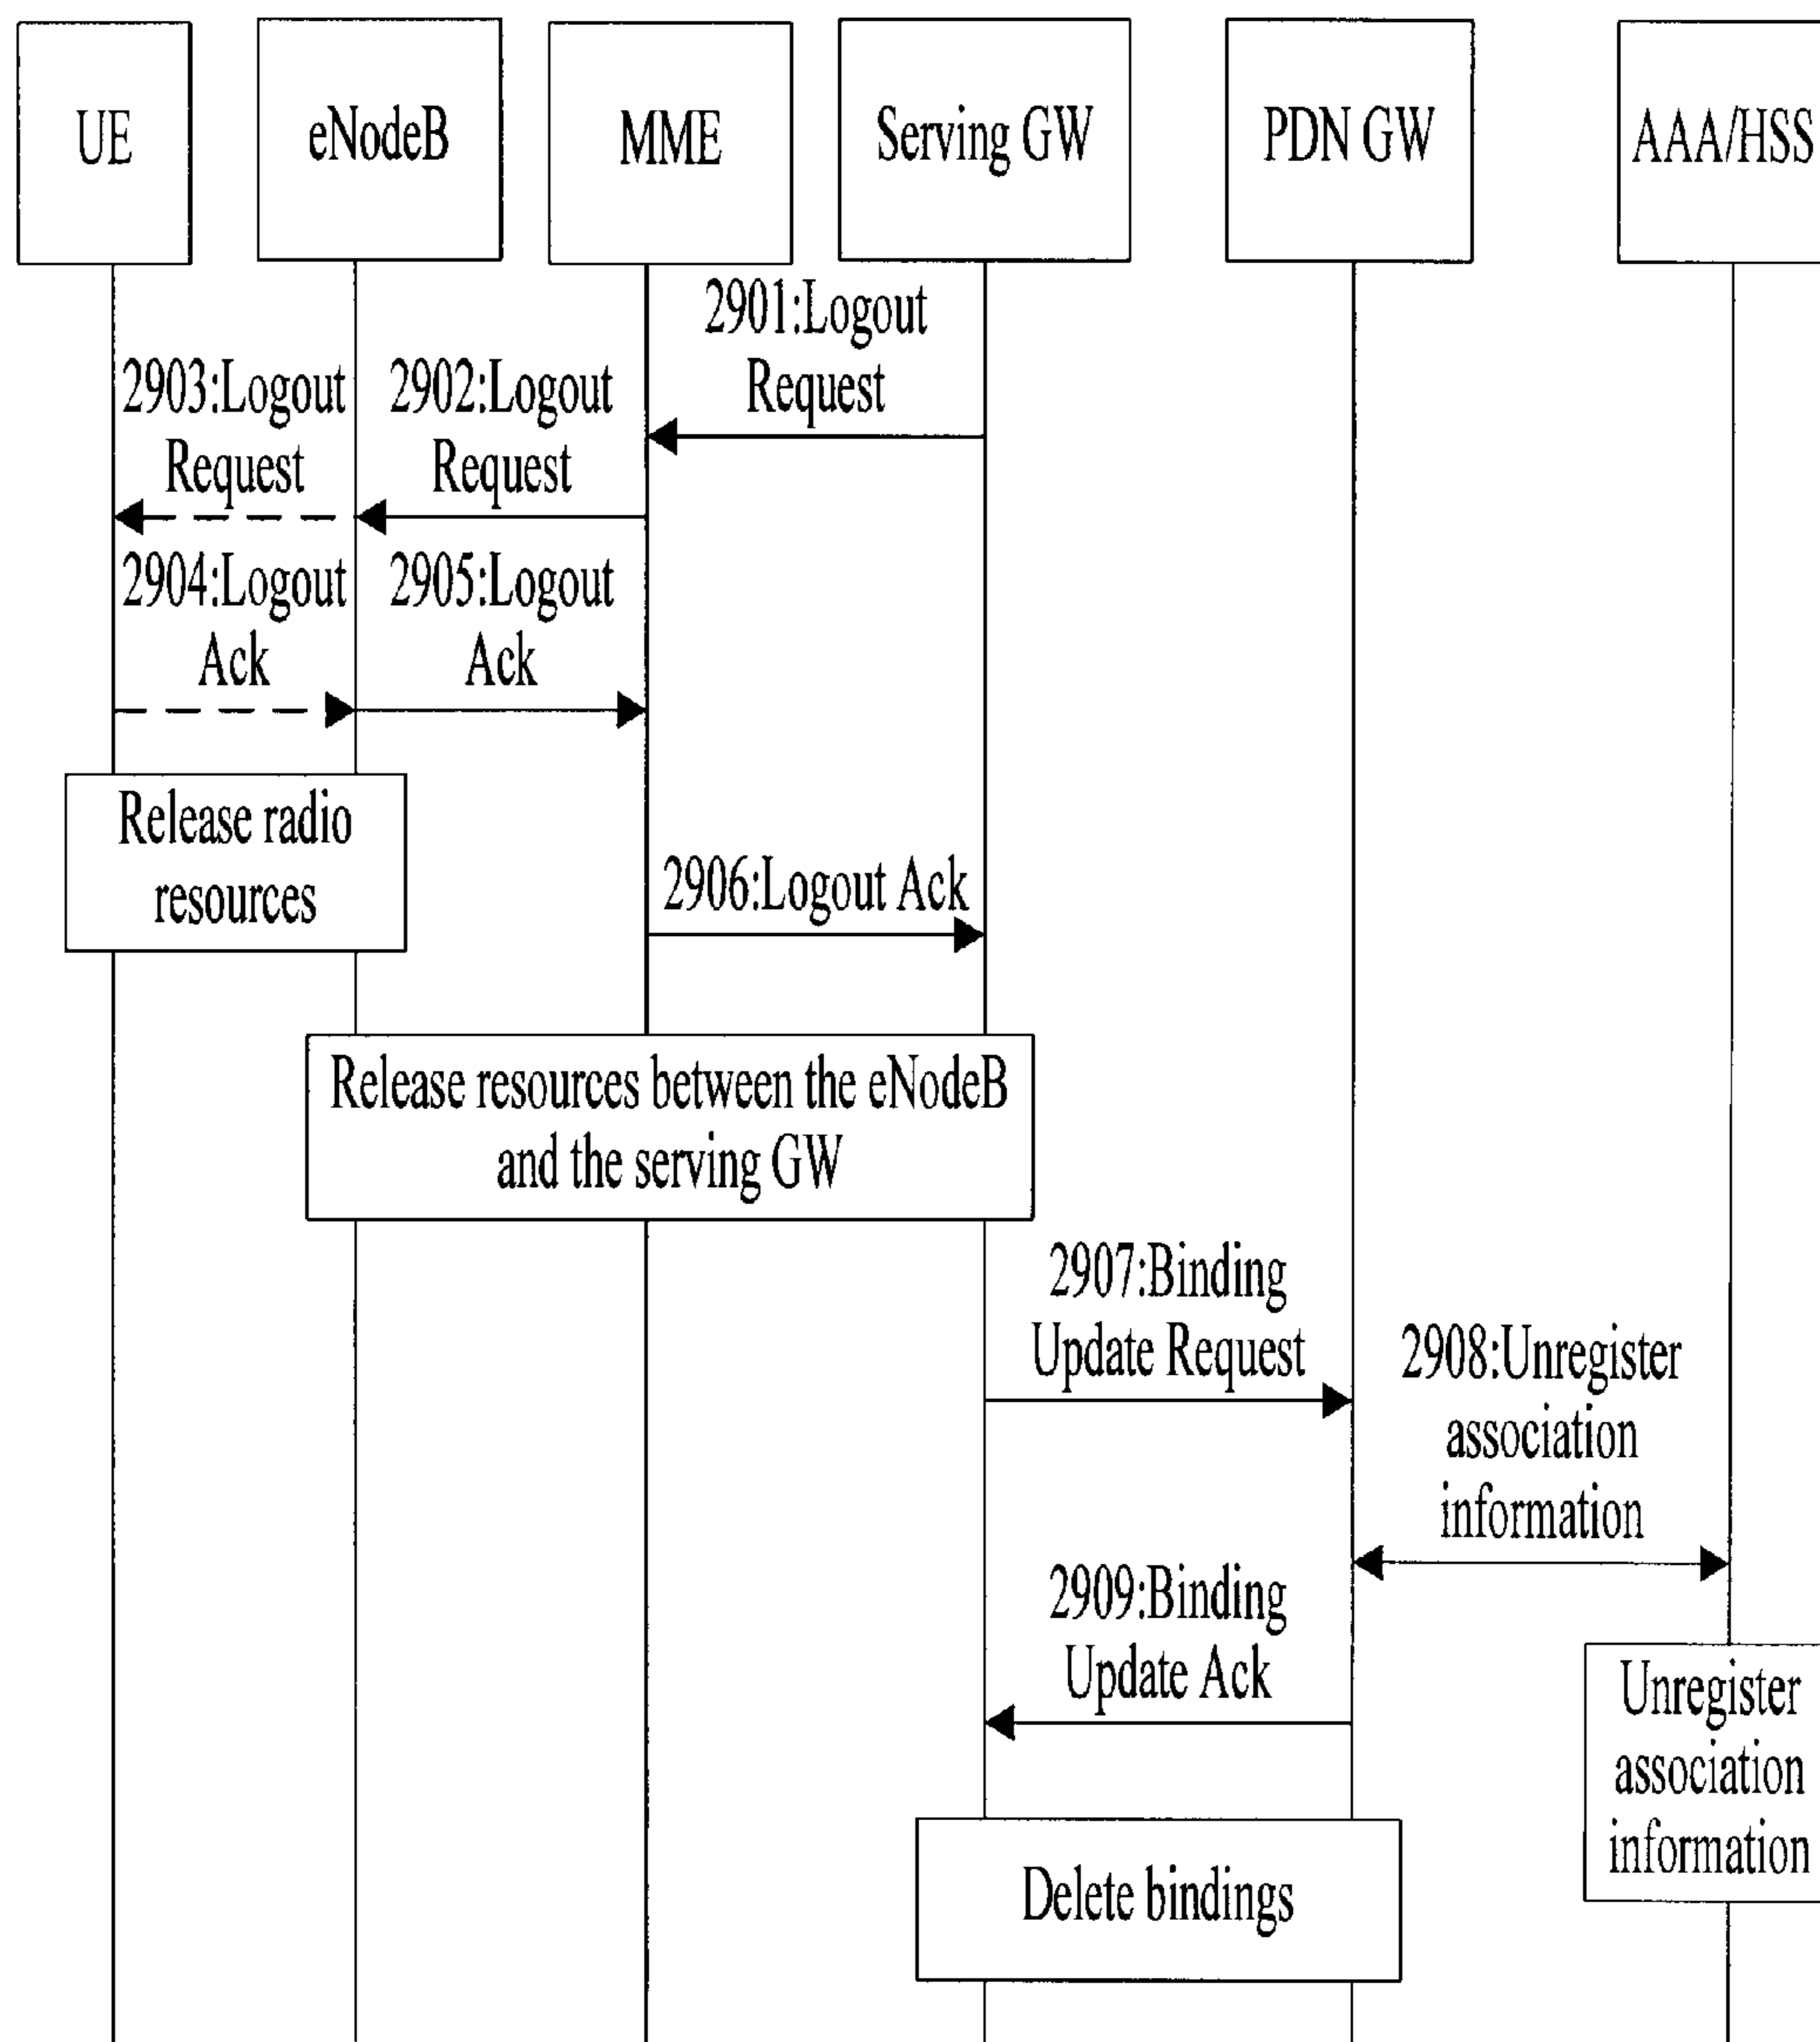 UE
eNodeB
MME
Serving GW
PDN GW
AAA/HSS
2901:Logout
Request
2903:Logout
Request
2902:Logout
Request
2904:Logout
Ack
2905:Logout
Ack
Release radio
resources
2906:Logout Ack
Release resources between the eNodeB
and the serving GW
2907:Binding
Update Request
2908:Unregister
association
information
2909:Binding
Update Ack
Unregister
association
information
Delete bindings